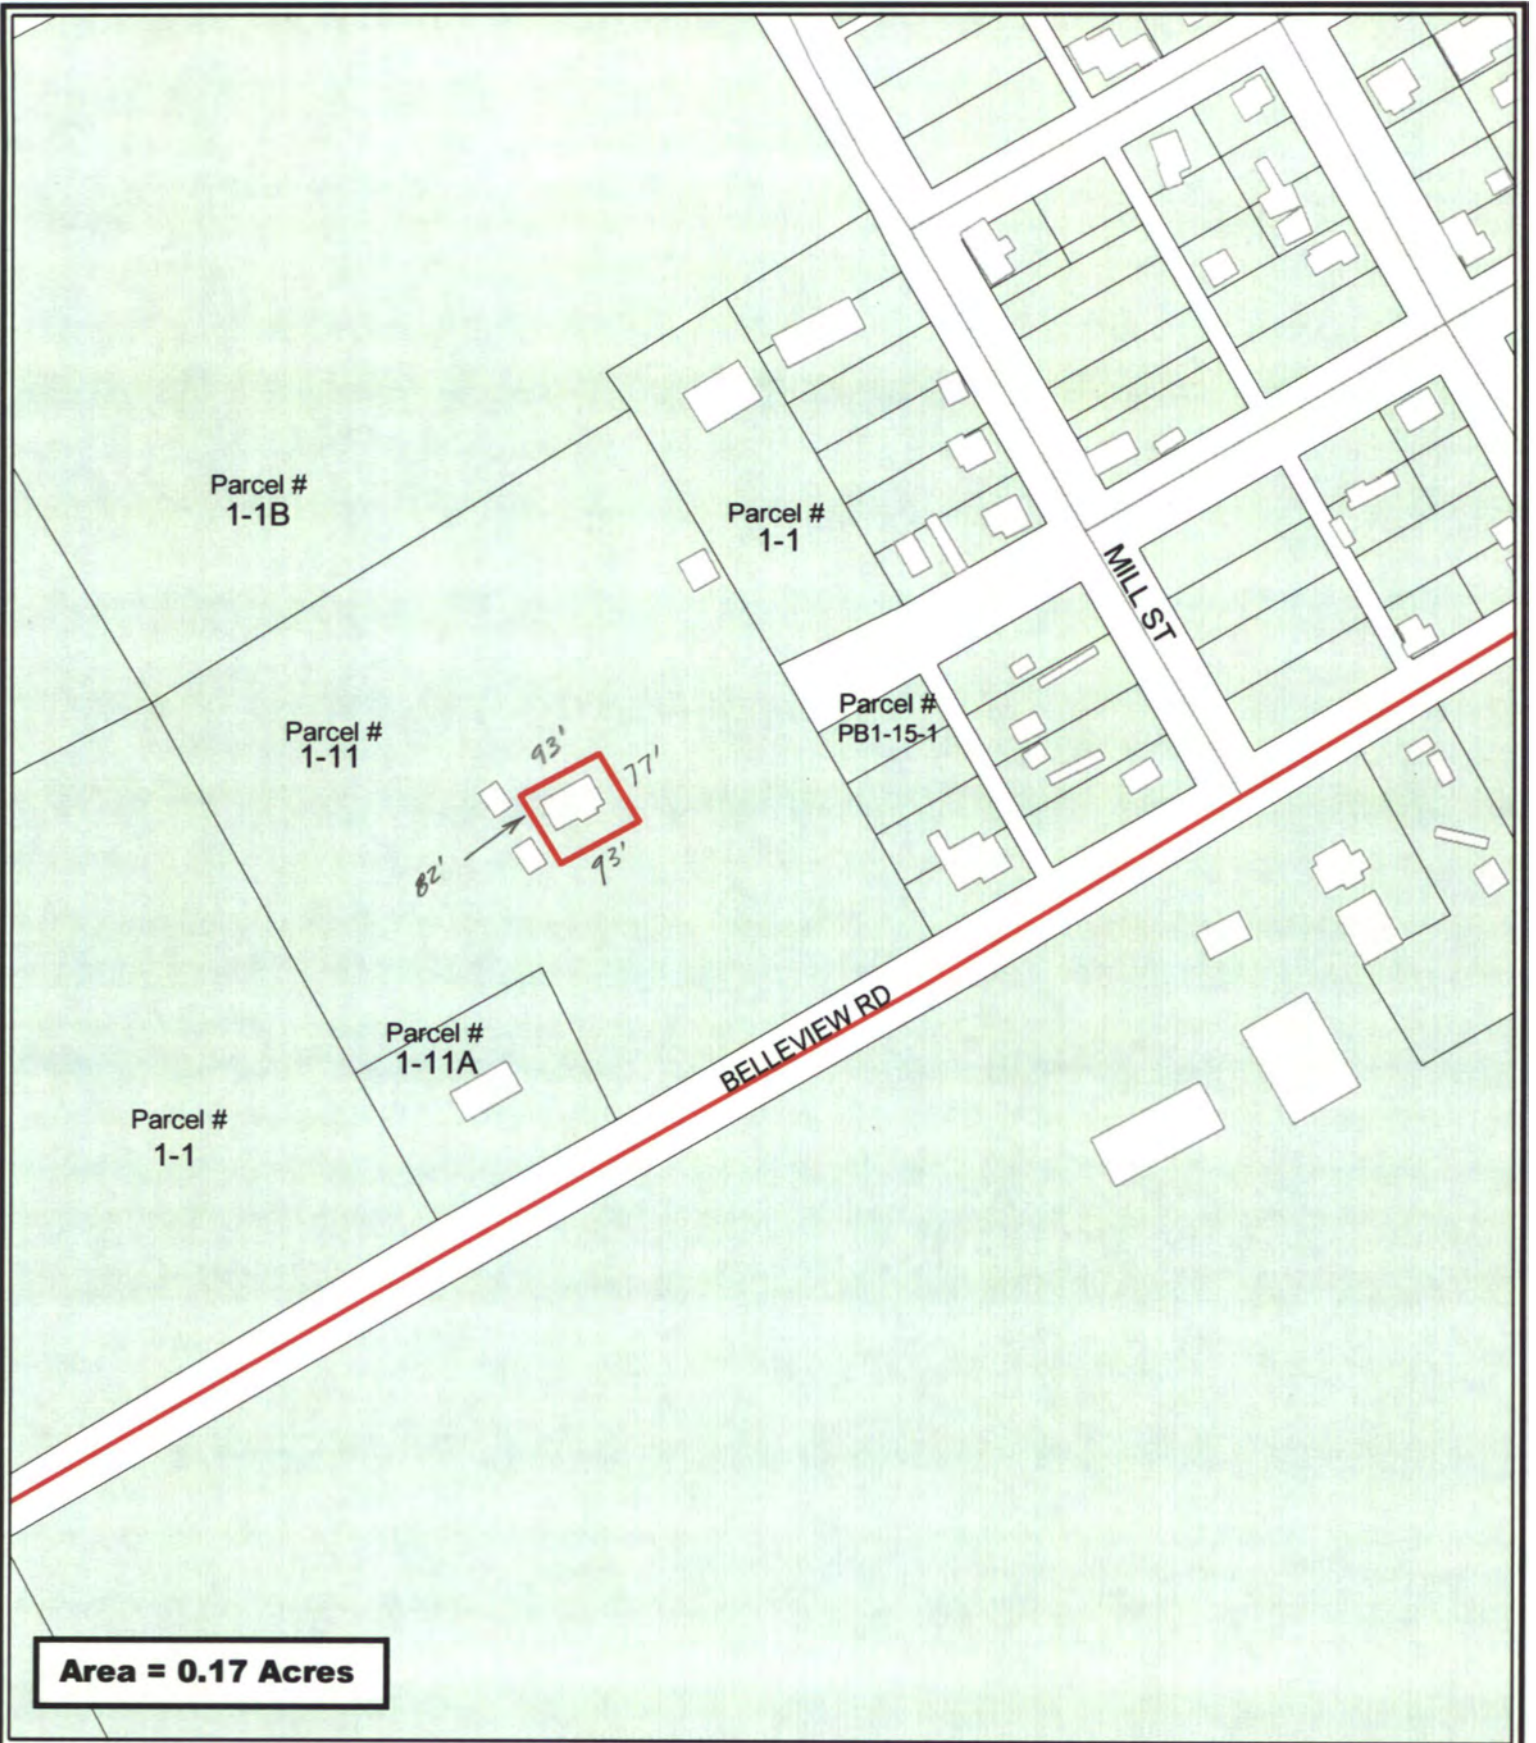 Parcel #
1-1B
Parcel #
1-1
MILL ST
Parcel #
PB1-15-1
Parcel #
1-11
93'
77'
82'
93'
BELLEVIEW RD
Parcel #
1-11A
Parcel #
1-1
Area = 0.17 Acres